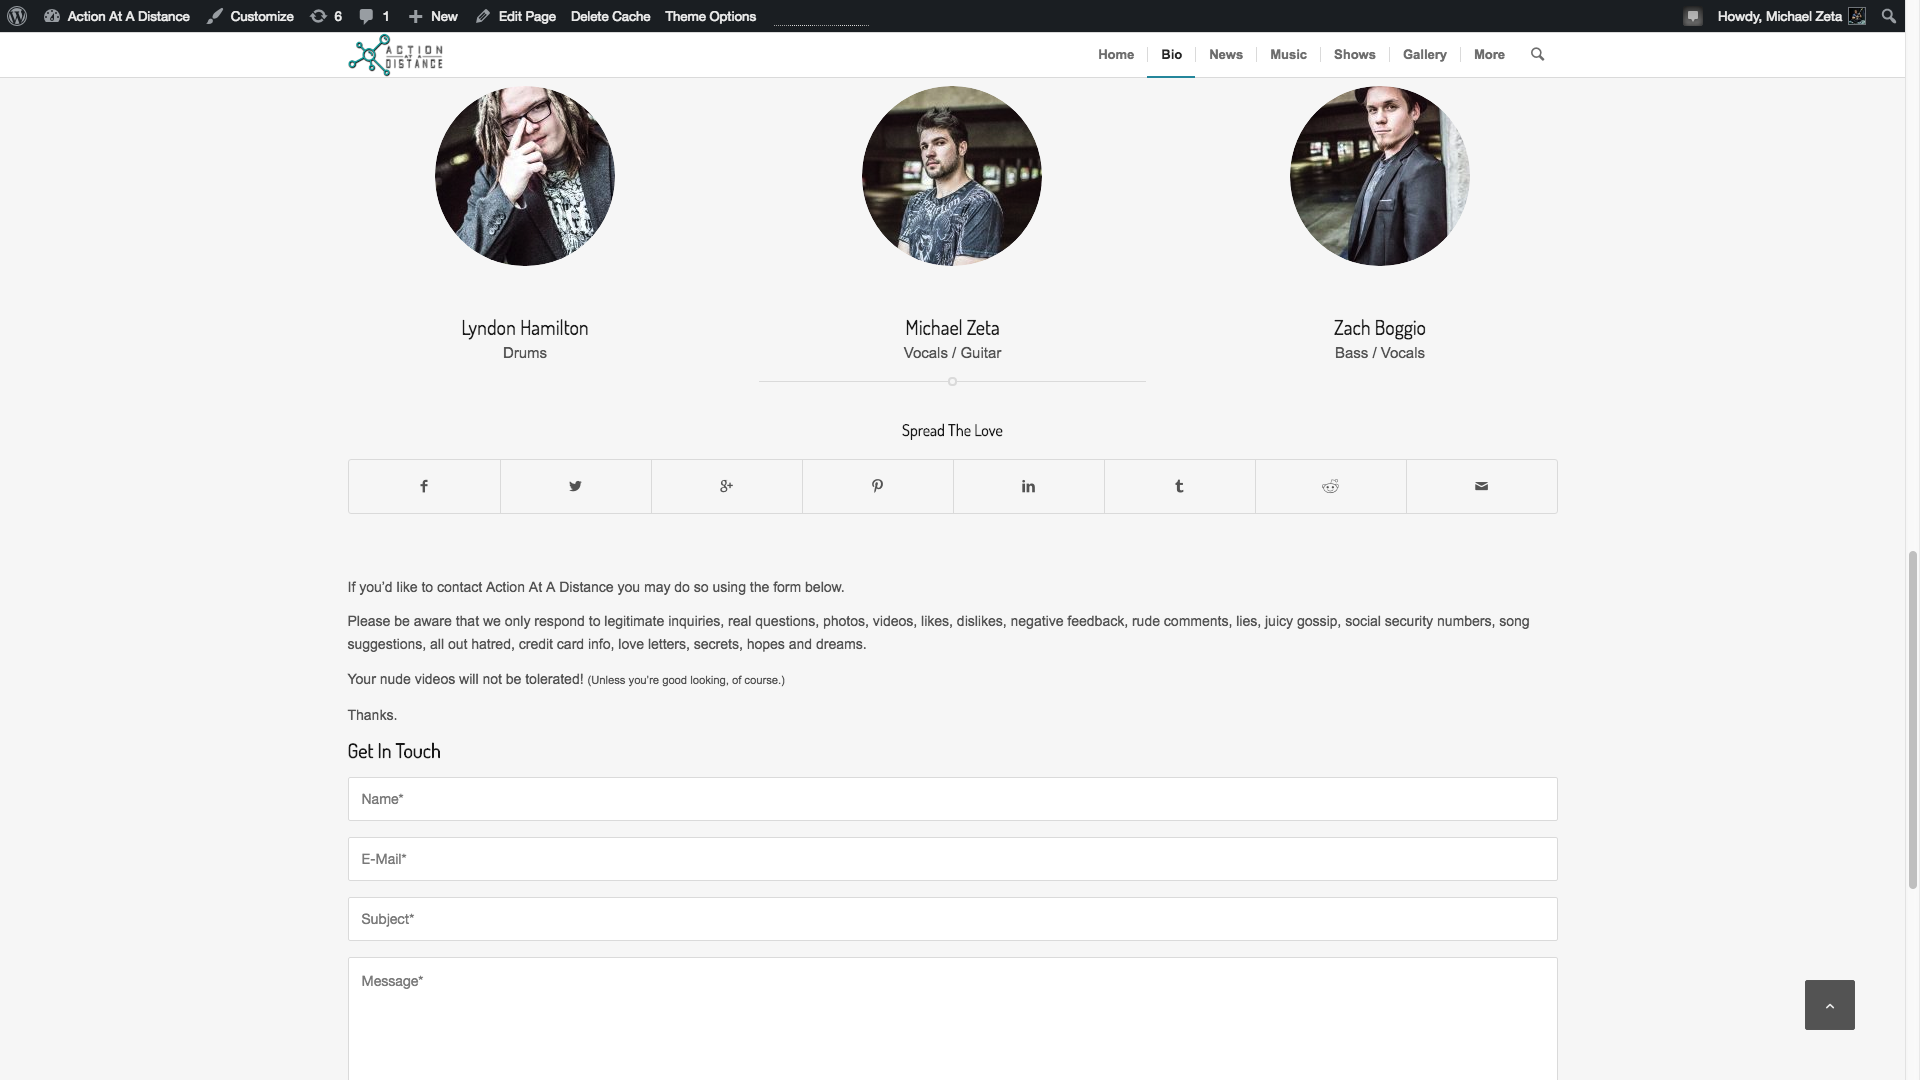 Action At A Distance Customize 6 1 New Edit Page Delete Cache Theme Options Howdy, Michael Zeta
ACTION
AT A
DISTANCE
Home Bio News Music Shows Gallery More
Lyndon Hamilton
Drums
Michael Zeta
Vocals / Guitar
Zach Boggio
Bass / Vocals
Spread The Love
If you’d like to contact Action At A Distance you may do so using the form below.
Please be aware that we only respond to legitimate inquiries, real questions, photos, videos, likes, dislikes, negative feedback, rude comments, lies, juicy gossip, social security numbers, song
suggestions, all out hatred, credit card info, love letters, secrets, hopes and dreams.
Your nude videos will not be tolerated! (Unless you’re good looking, of course.)
Thanks.
Get In Touch
Name*
E-Mail*
Subject*
Message*